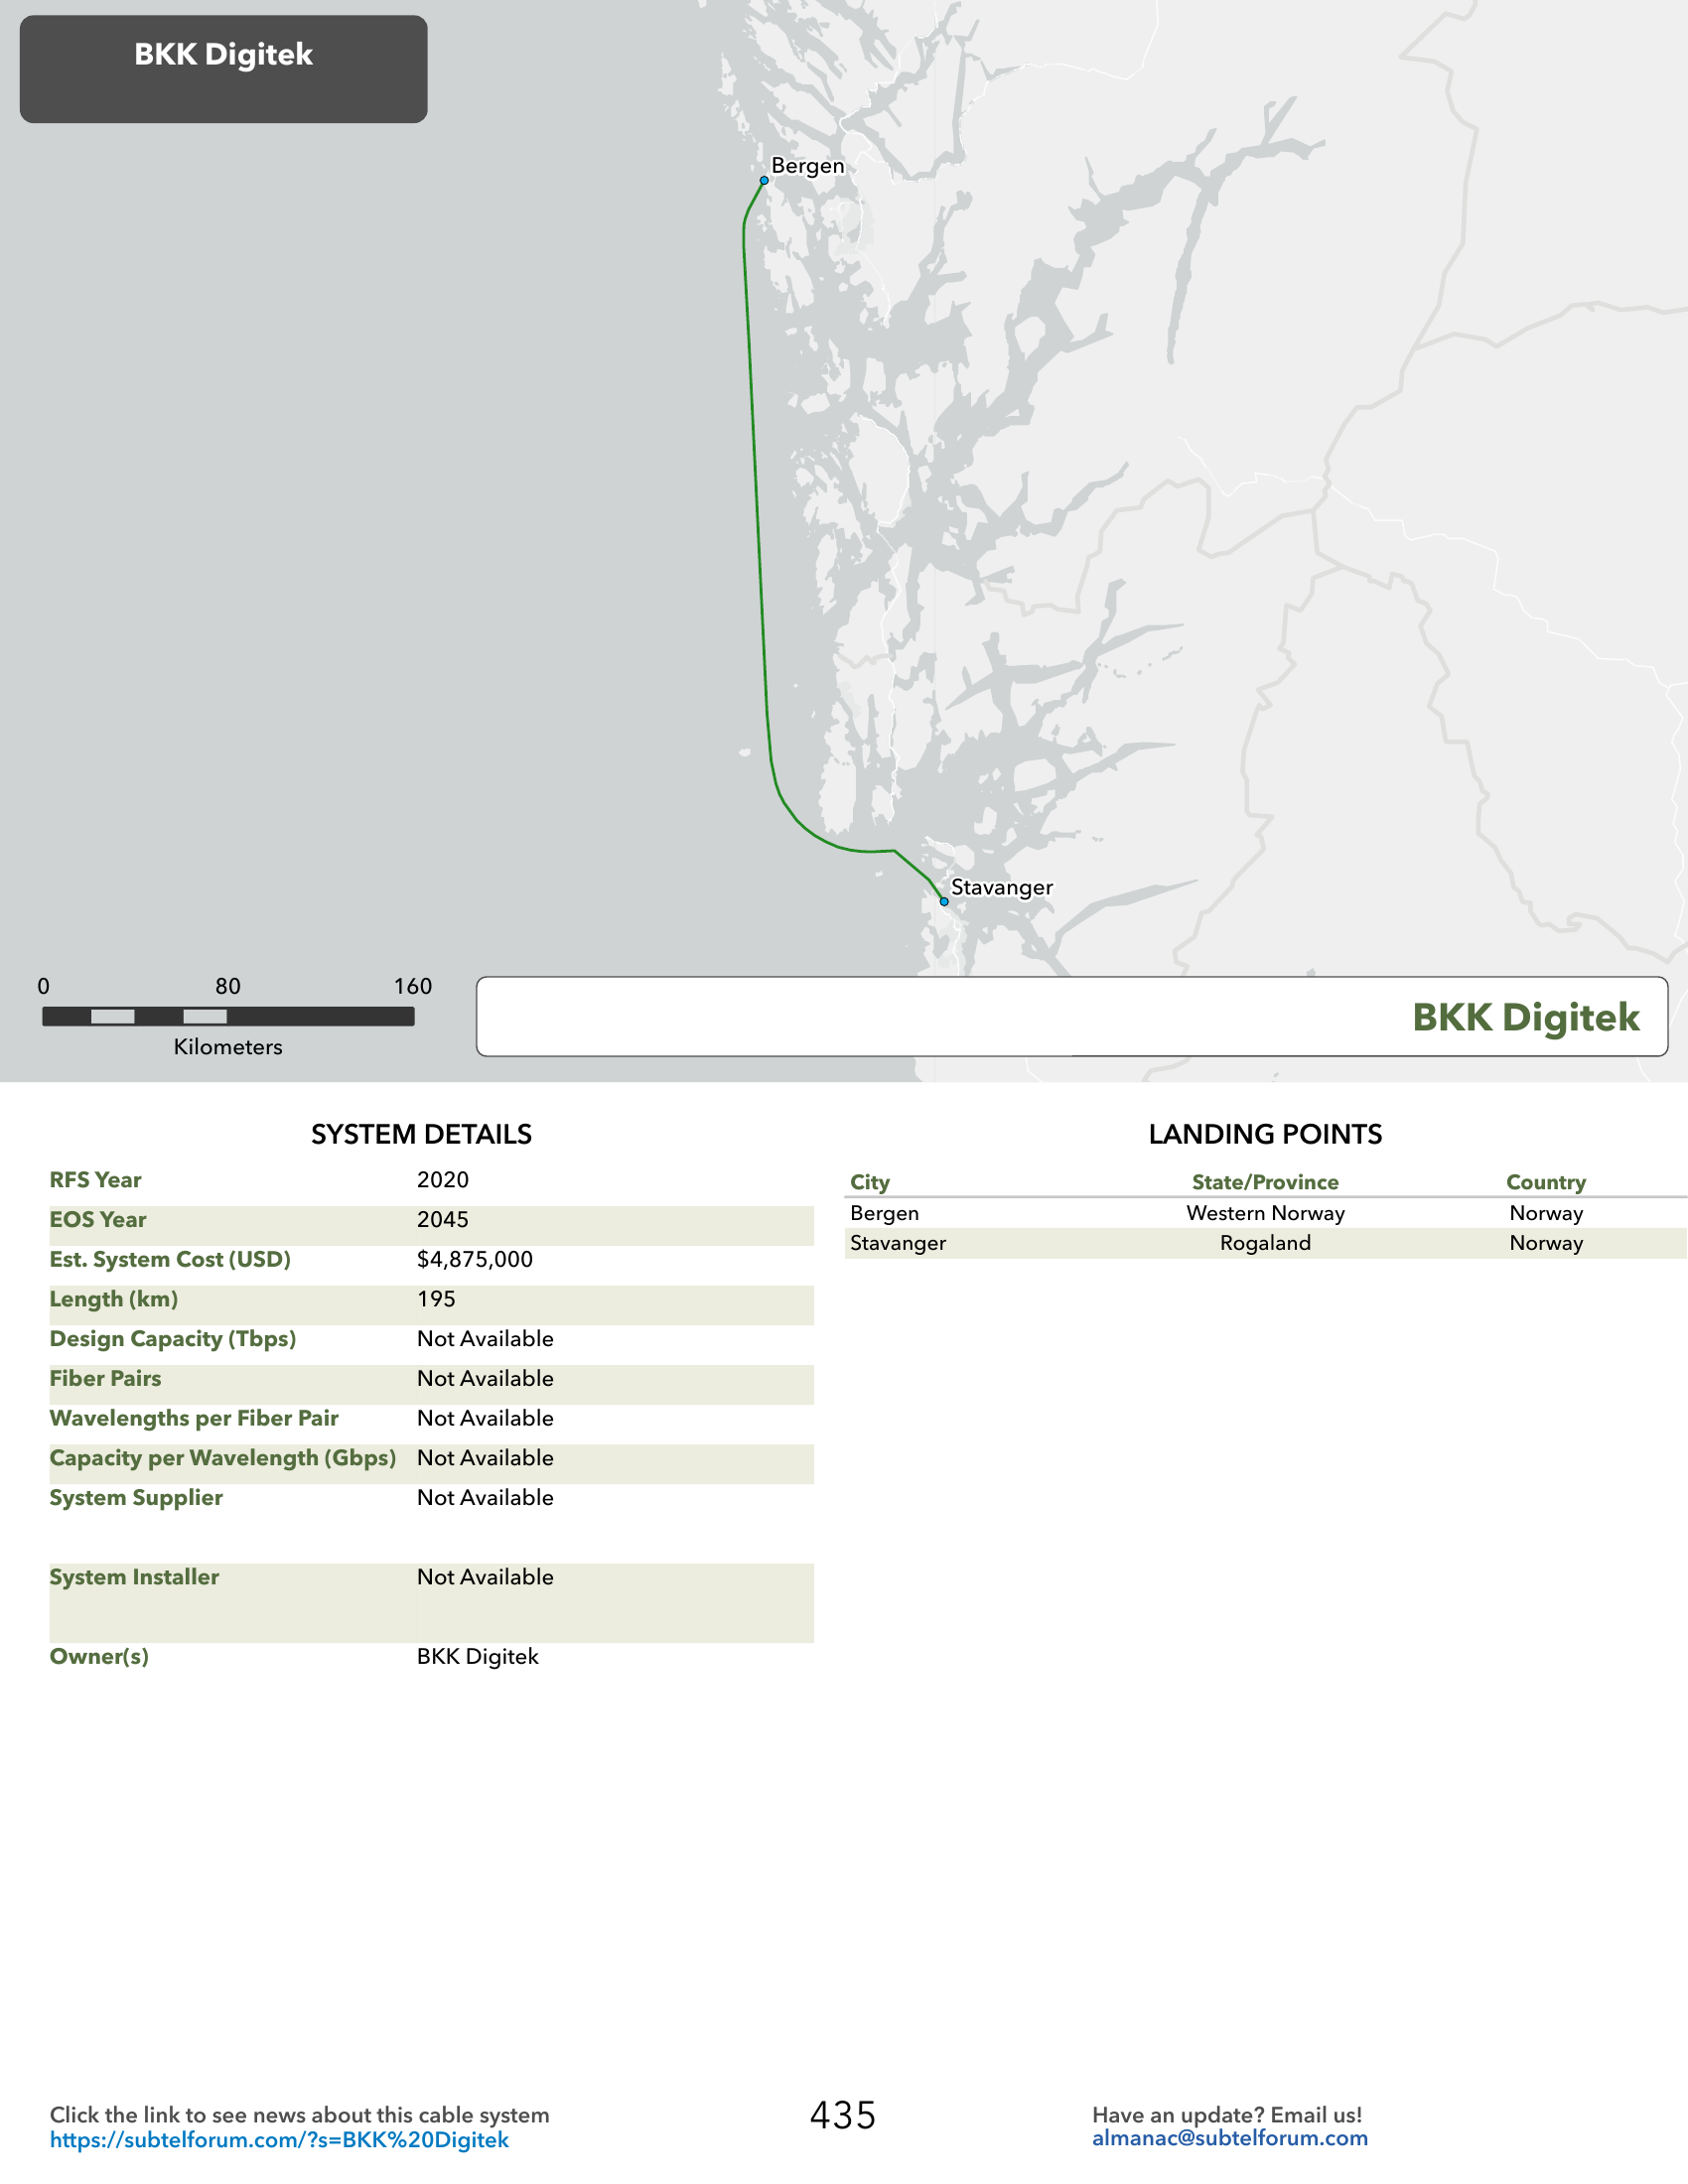 BKK Digitek
Bergen
Stavanger
0 80 160
Kilometers
BKK Digitek
SYSTEM DETAILS
RFS Year 2020
EOS Year 2045
Est. System Cost (USD) $4,875,000
Length (km) 195
Design Capacity (Tbps) Not Available
Fiber Pairs Not Available
Wavelengths per Fiber Pair Not Available
Capacity per Wavelength (Gbps) Not Available
System Supplier Not Available
System Installer Not Available
Owner(s) BKK Digitek
LANDING POINTS
City State/Province Country
Bergen Western Norway Norway
Stavanger Rogaland Norway
Click the link to see news about this cable system
https://subtelforum.com/?s=BKK%20Digitek
435
Have an update? Email us!
almanac@subtelforum.com